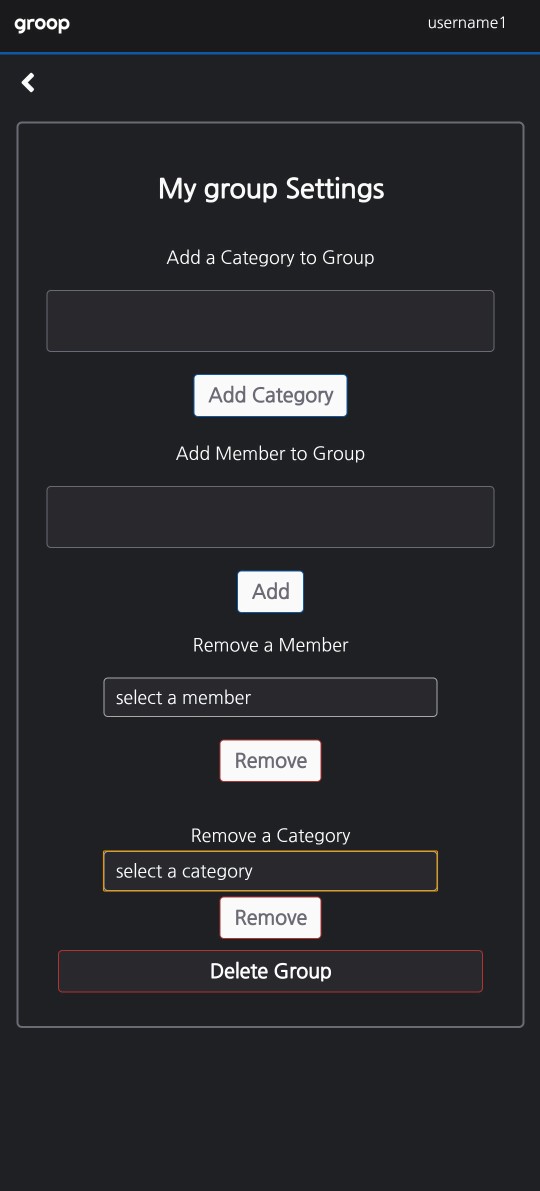 groop
username1
My group Settings
Add a Category to Group
Add Category
Add Member to Group
Add
Remove a Member
select a member
Remove
Remove a Category
select a category
Remove
Delete Group